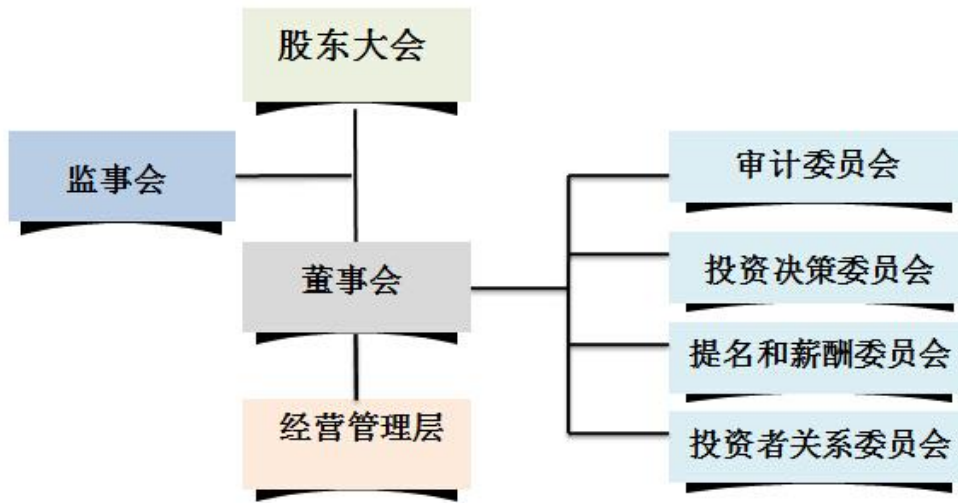 股东大会
监事会
董事会
经营管理层
审计委员会
投资决策委员会
提名和薪酬委员会
投资者关系委员会